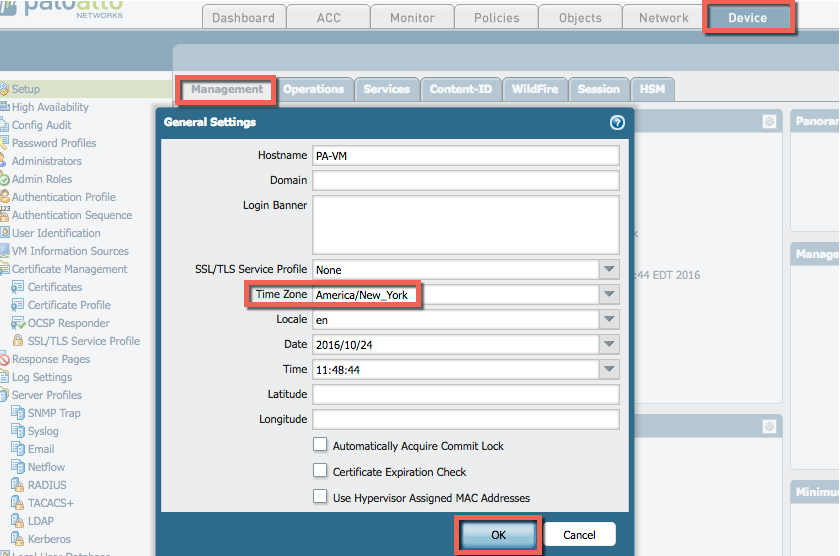 paloalto
NETWORKS
Dashboard ACC Monitor Policies Objects Network Device
Management Operations Services Content-ID WildFire Session HSM
Setup
High Availability
Config Audit
Password Profiles
Administrators
Admin Roles
Authentication Profile
Authentication Sequence
User Identification
VM Information Sources
Certificate Management
Certificates
Certificate Profile
OCSP Responder
SSL/TLS Service Profile
Response Pages
Log Settings
Server Profiles
SNMP Trap
Syslog
Email
Netflow
RADIUS
TACACS+
LDAP
Kerberos
Local User Database
General Settings
Hostname PA-VM
Domain
Login Banner
SSL/TLS Service Profile None
Time Zone America/New_York
Locale en
Date 2016/10/24
Time 11:48:44
Latitude
Longitude
Automatically Acquire Commit Lock
Certificate Expiration Check
Use Hypervisor Assigned MAC Addresses
OK Cancel
:44 EDT 2016
Panoram
Manage
Minimu